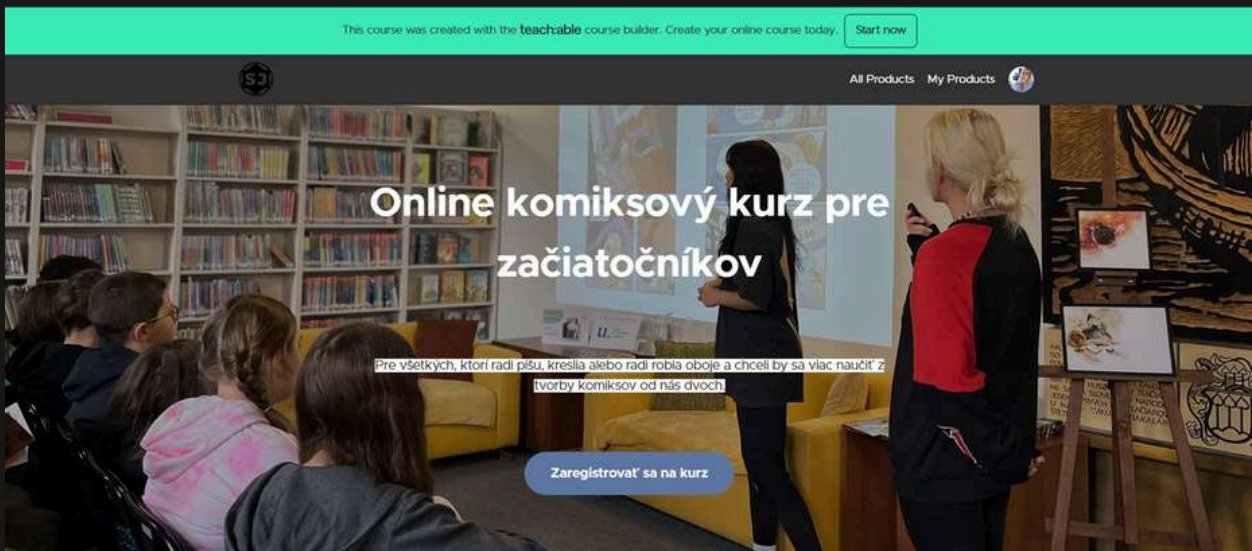 This course was created with the teach:able course builder. Create your online course today. Start now
SJ
All Products My Products
Online komiksový kurz pre
začiatočníkov
Pre všetkých, ktorí radi píšu, kreslia alebo radi robia oboje a chceli by sa viac naučiť z
tvorby komiksov od nás dvoch.
Zaregistrovať sa na kurz